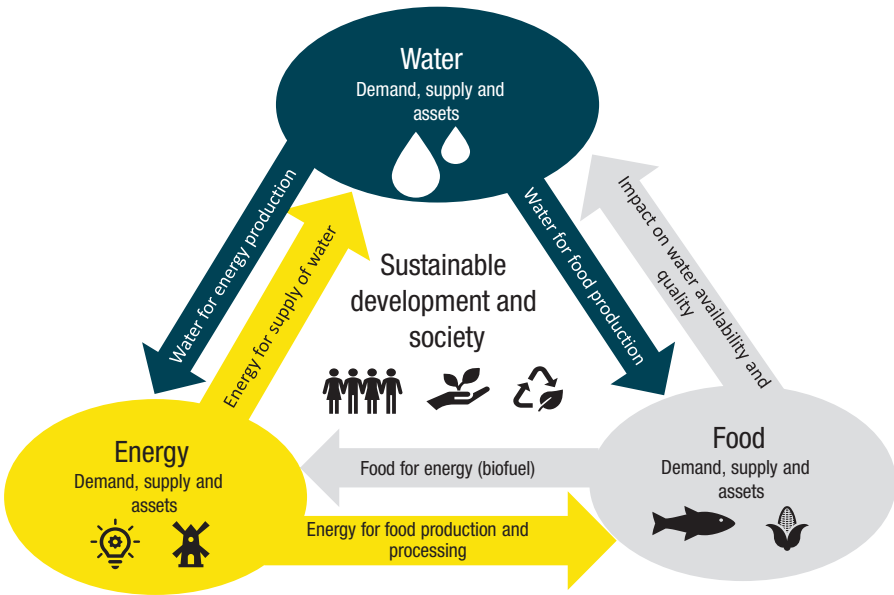 Water
Demand, supply and
assets
Water for energy production
Energy for supply of water
Water for food production
Impact on water availability and
quality
Sustainable
development and
society
Energy
Demand, supply and
assets
Food for energy (biofuel)
Energy for food production and
processing
Food
Demand, supply and
assets